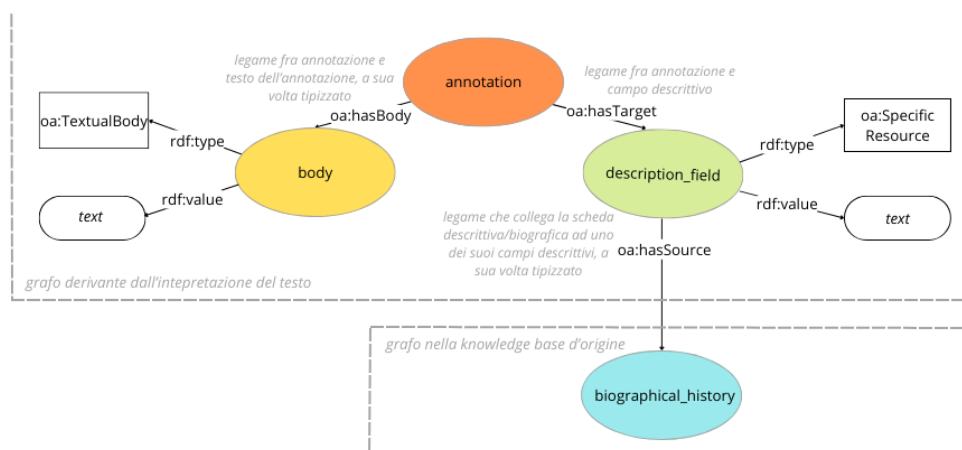 legame fra annotazione e
testo dell'annotazione, a sua
volta tipizzato
annotation
legame fra annotazione e
campo descrittivo
oa:hasBody
oa:hasTarget
oa:TextualBody
rdf:type
body
rdf:value
text
description_field
rdf:type
oa:Specific
Resource
rdf:value
text
legame che collega la scheda
descrittiva/biografica ad uno
dei suoi campi descrittivi, a
sua volta tipizzato
oa:hasSource
grafo derivante dall'intepretazione del testo
grafo nella knowledge base d'origine
biographical_history